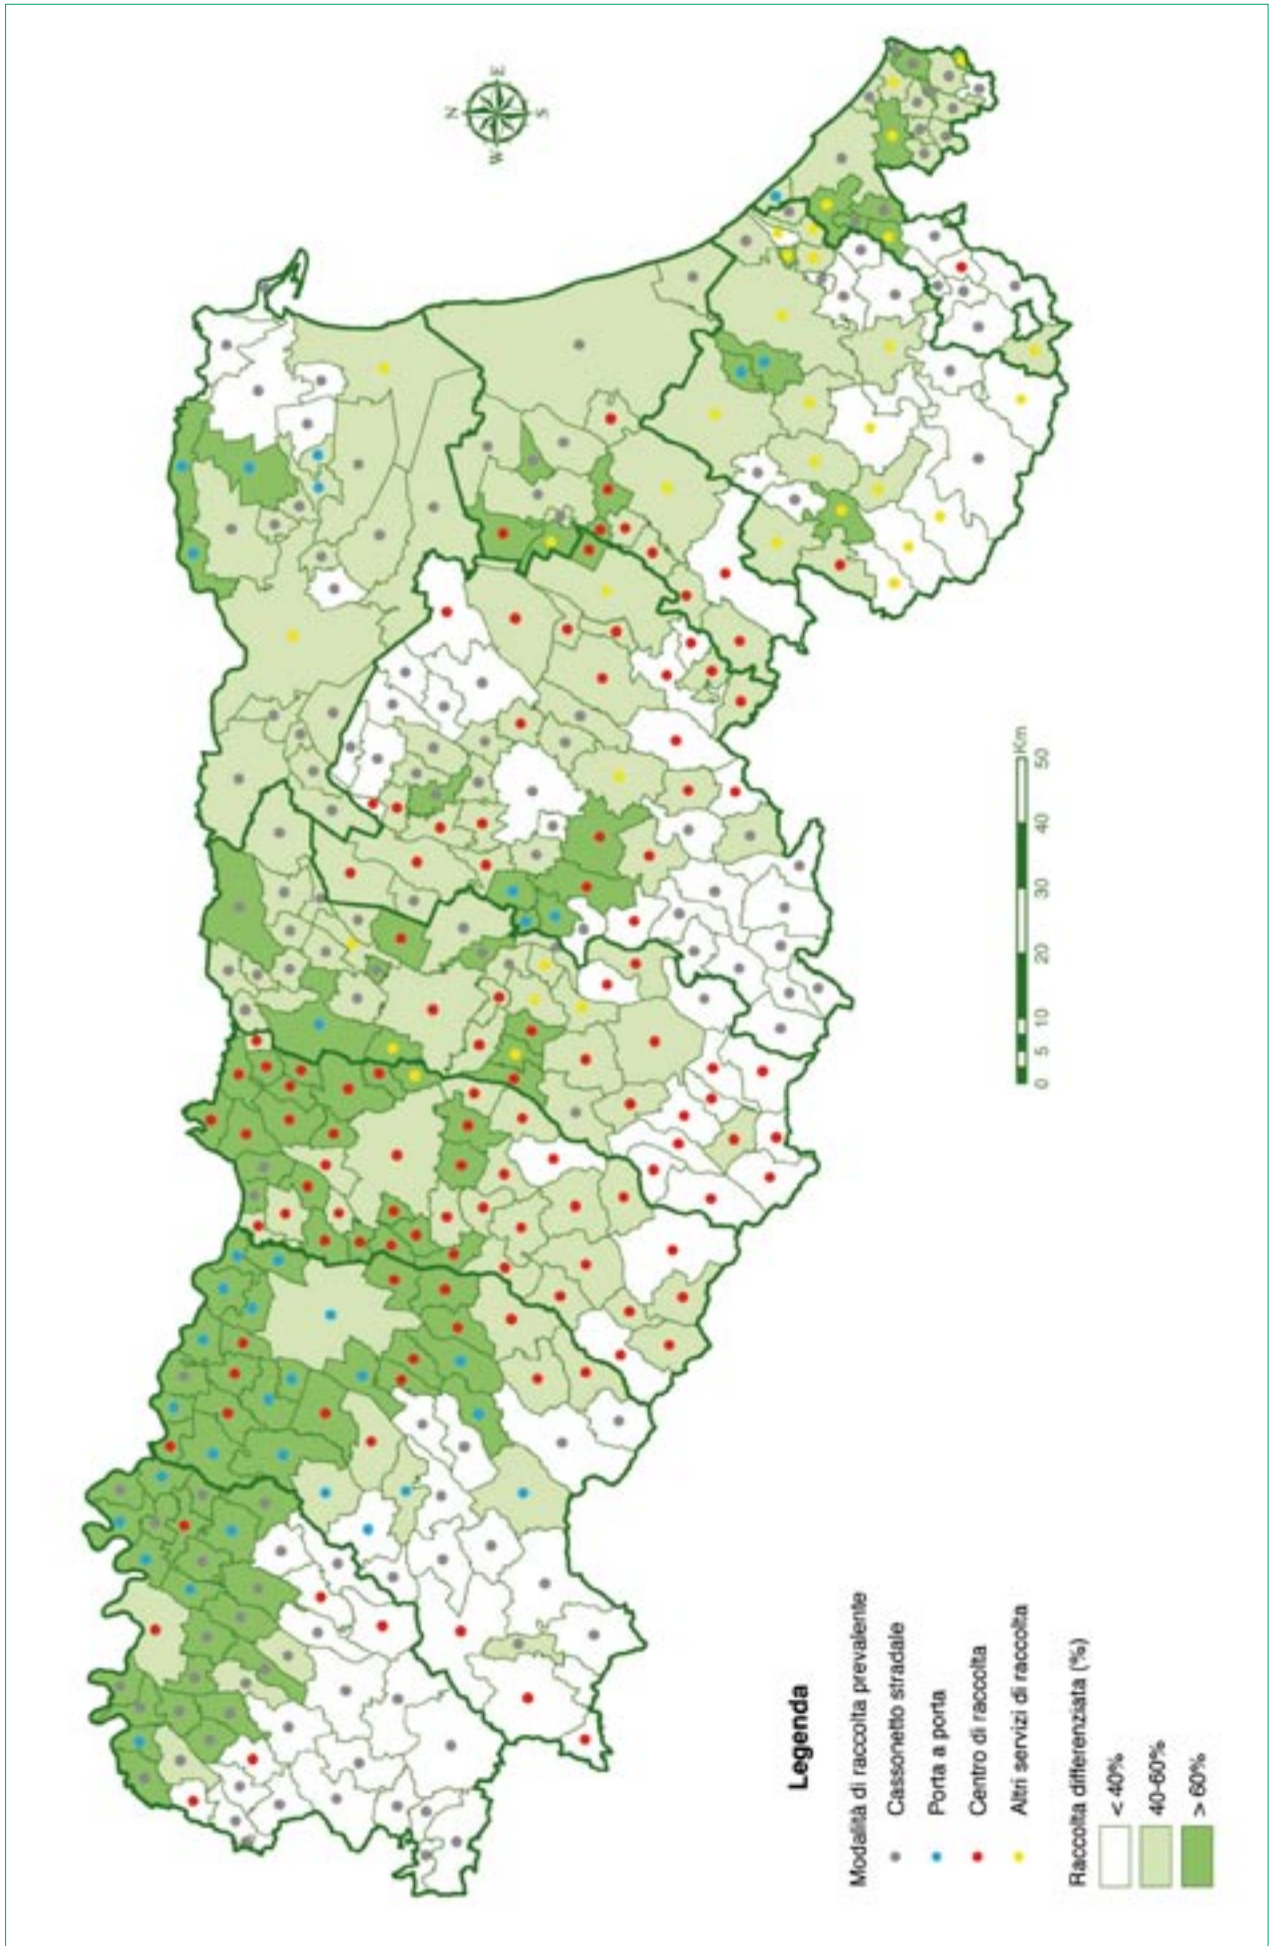 N
E
S
W
0 5 10 20 30 40 50 Km
Legenda
Modalità di raccolta prevalente
Cassonetto stradale
Porta a porta
Centro di raccolta
Altri servizi di raccolta
Raccolta differenziata (%)
< 40%
40-60%
> 60%